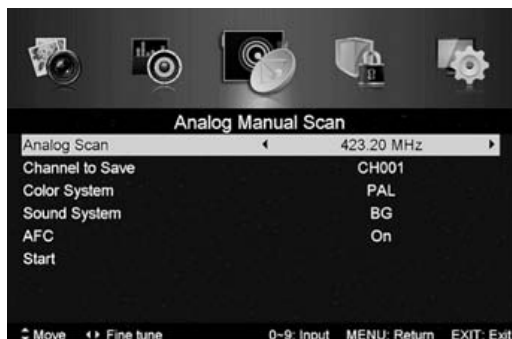 Analog Manual Scan
Analog Scan 423.20 MHz
Channel to Save CH001
Color System PAL
Sound System BG
AFC On
Start
Move Fine tune 0~9: Input MENU: Return EXIT: Exit